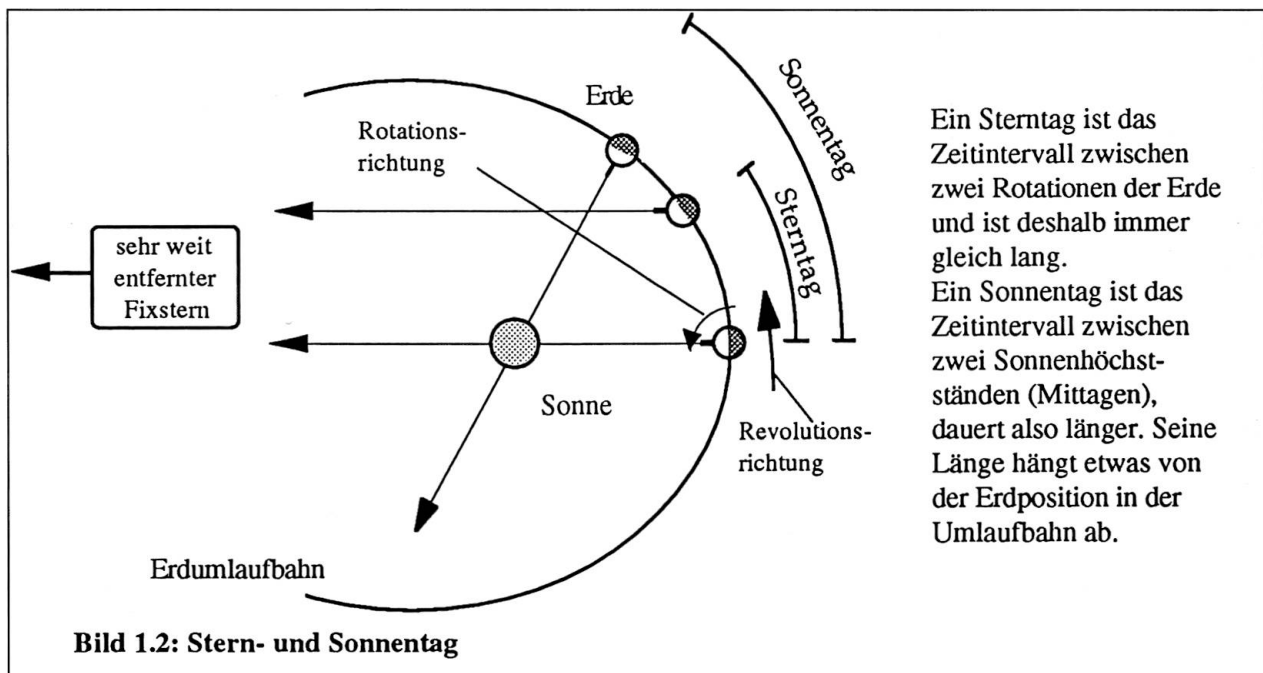 Erde
Rotations-
richtung
Sonnentag
Sterntag
sehr weit
entfernter
Fixstern
Sonne
Revolutions-
richtung
Erdumlaufbahn
Ein Sterntag ist das
Zeitintervall zwischen
zwei Rotationen der Erde
und ist deshalb immer
gleich lang.
Ein Sonnentag ist das
Zeitintervall zwischen
zwei Sonnenhöchst-
ständen (Mittagen),
dauert also länger. Seine
Länge hängt etwas von
der Erdposition in der
Umlaufbahn ab.
Bild 1.2: Stern- und Sonnentag